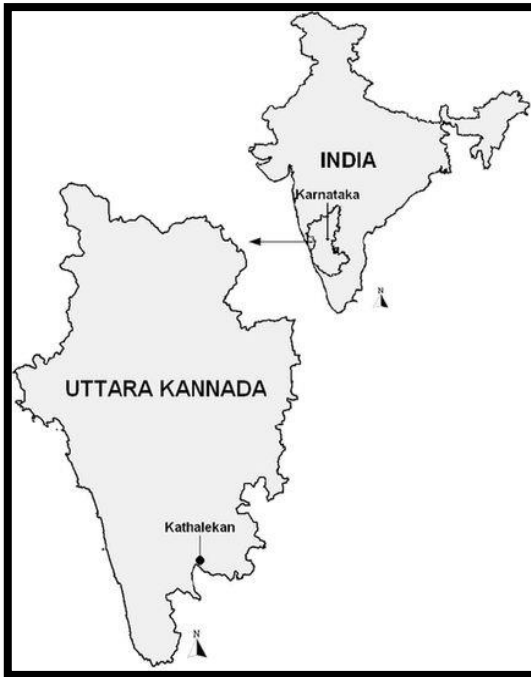 INDIA
Karnataka
N
UTTARA KANNADA
Kathalekan
N